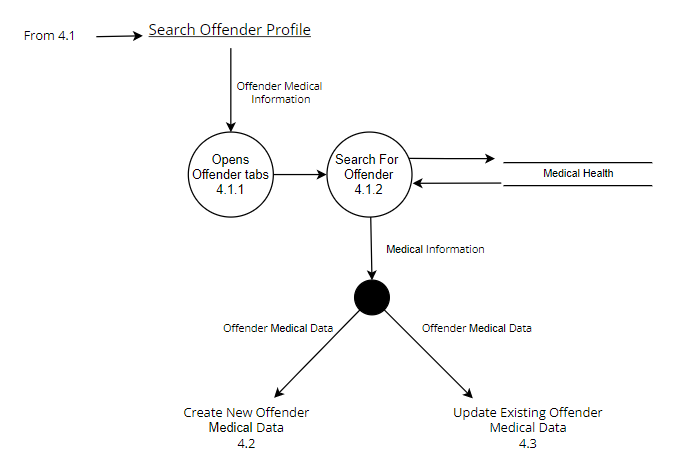 From 4.1
Search Offender Profile
Offender Medical
Information
Opens
Offender tabs
4.1.1
Search For
Offender
4.1.2
Medical Health
Medical Information
Offender Medical Data
Offender Medical Data
Create New Offender
Medical Data
4.2
Update Existing Offender
Medical Data
4.3